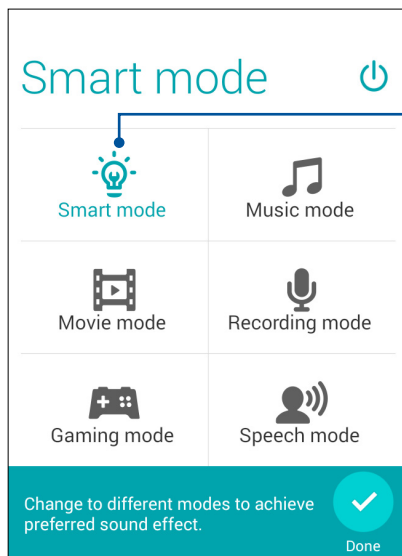 Smart mode
Smart mode
Music mode
Movie mode
Recording mode
Gaming mode
Speech mode
Change to different modes to achieve
preferred sound effect.
Done